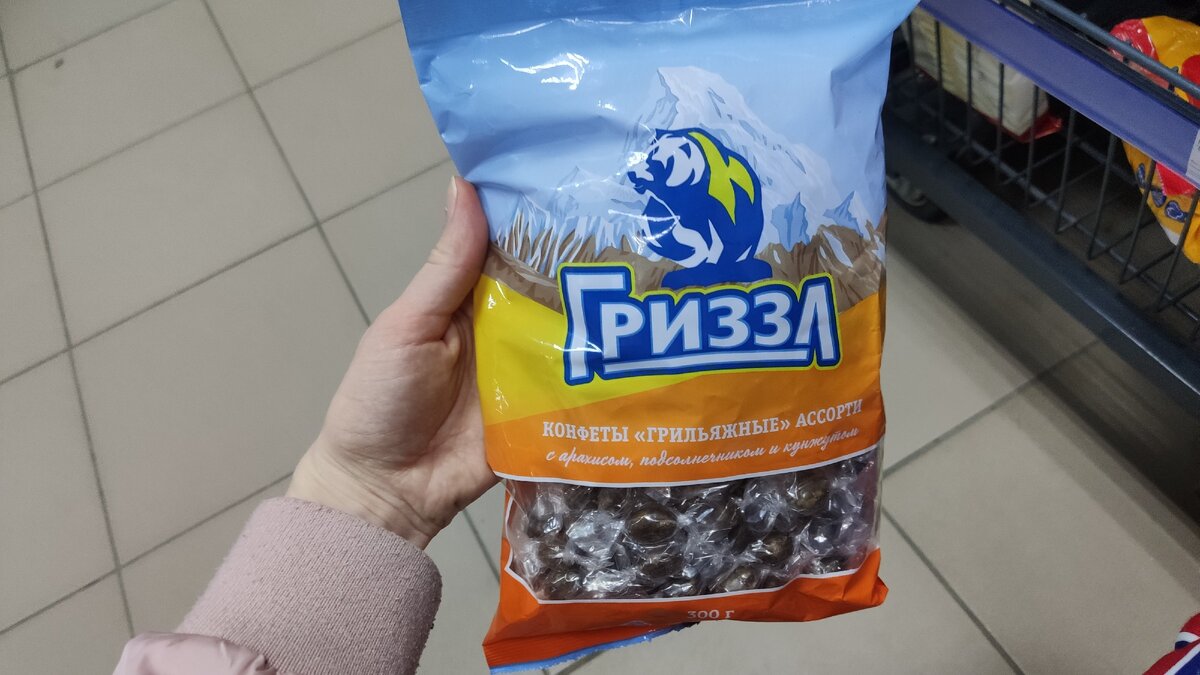 ГРИЗЗЛ
КОНФЕТЫ «ГРИЛЬЯЖНЫЕ» АССОРТИ
с арахисом, подсолнечником и кунжутом
300 г